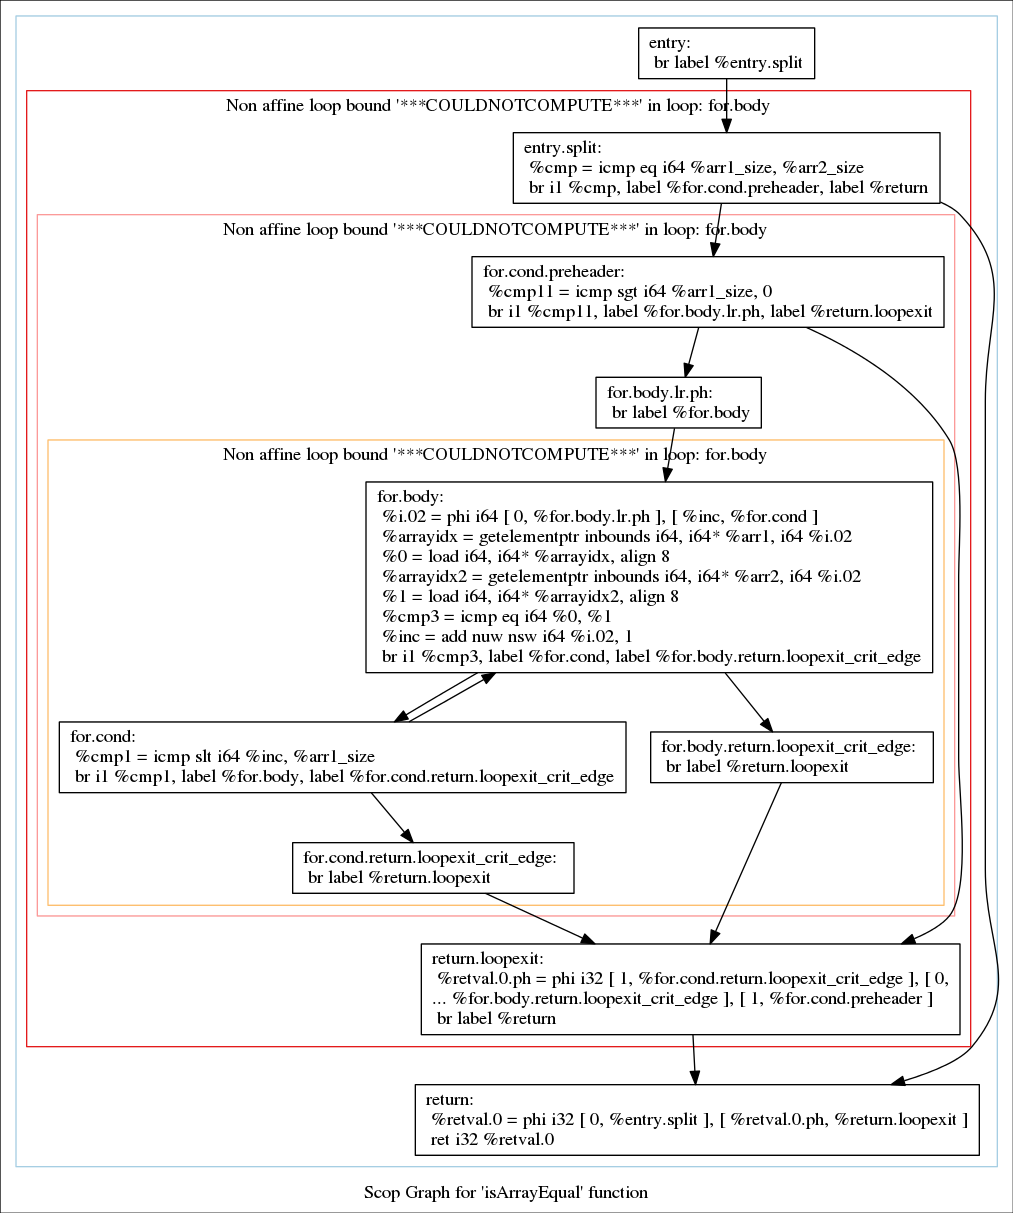 entry:
br label %entry.split
Non affine loop bound '***COULDNOTCOMPUTE***' in loop: for.body
entry.split:
%cmp = icmp eq i64 %arr1_size, %arr2_size
br i1 %cmp, label %for.cond.preheader, label %return
Non affine loop bound '***COULDNOTCOMPUTE***' in loop: for.body
for.cond.preheader:
%cmp11 = icmp sgt i64 %arr1_size, 0
br i1 %cmp11, label %for.body.lr.ph, label %return.loopexit
for.body.lr.ph:
br label %for.body
Non affine loop bound '***COULDNOTCOMPUTE***' in loop: for.body
for.body:
%i.02 = phi i64 [ 0, %for.body.lr.ph ], [ %inc, %for.cond ]
%arrayidx = getelementptr inbounds i64, i64* %arr1, i64 %i.02
%0 = load i64, i64* %arrayidx, align 8
%arrayidx2 = getelementptr inbounds i64, i64* %arr2, i64 %i.02
%1 = load i64, i64* %arrayidx2, align 8
%cmp3 = icmp eq i64 %0, %1
%inc = add nuw nsw i64 %i.02, 1
br i1 %cmp3, label %for.cond, label %for.body.return.loopexit_crit_edge
for.cond:
%cmp1 = icmp slt i64 %inc, %arr1_size
br i1 %cmp1, label %for.body, label %for.cond.return.loopexit_crit_edge
for.body.return.loopexit_crit_edge:
br label %return.loopexit
for.cond.return.loopexit_crit_edge:
br label %return.loopexit
return.loopexit:
%retval.0.ph = phi i32 [ 1, %for.cond.return.loopexit_crit_edge ], [ 0,
... %for.body.return.loopexit_crit_edge ], [ 1, %for.cond.preheader ]
br label %return
return:
%retval.0 = phi i32 [ 0, %entry.split ], [ %retval.0.ph, %return.loopexit ]
ret i32 %retval.0
Scop Graph for 'isArrayEqual' function